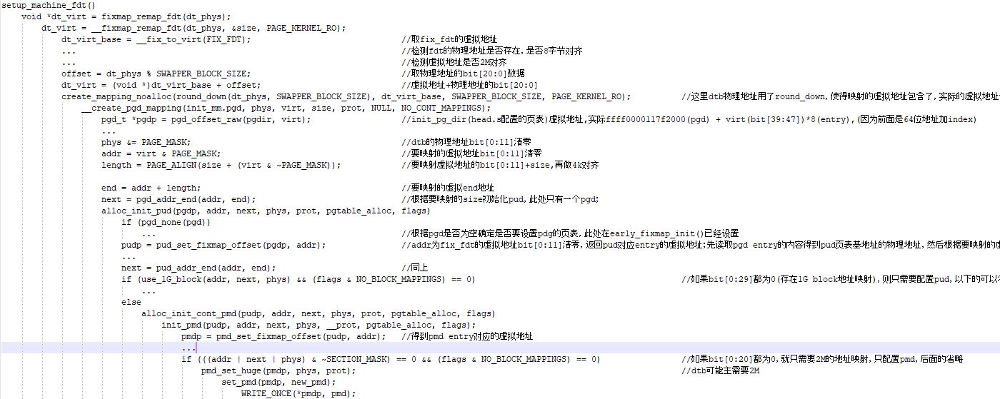 setup_machine_fdt()
void *dt_virt = fixmap_remap_fdt(dt_phys);
dt_virt = __fixmap_remap_fdt(dt_phys, &size, PAGE_KERNEL_RO);
dt_virt_base = __fix_to_virt(FIX_FDT); //取fix_fdt的虚拟地址
... //检测fdt的物理地址是否存在,是否8字节对齐
... //检测虚拟地址是否2M对齐
offset = dt_phys % SWAPPER_BLOCK_SIZE; //取物理地址的bit[20:0]数据
dt_virt = (void *)dt_virt_base + offset; //虚拟地址+物理地址的bit[20:0]
create_mapping_noalloc(round_down(dt_phys, SWAPPER_BLOCK_SIZE), dt_virt_base, SWAPPER_BLOCK_SIZE, PAGE_KERNEL_RO); //这里dtb物理地址用了round_down,使得映射的虚拟地址包含了,实际的虚拟地址
__create_pgd_mapping(init_mm.pgd, phys, virt, size, prot, NULL, NO_CONT_MAPPINGS);
pgd_t *pgdp = pgd_offset_raw(pgdir, virt); //init_pg_dir(head.s配置的页表)虚拟地址,实际ffff0000117f2000(pgd) + virt(bit[39:47])*8(entry),(因为前面是64位地址加index)
...
phys &= PAGE_MASK; //dtb的物理地址bit[0:11]清零
addr = virt & PAGE_MASK; //要映射的虚拟地址bit[0:11]清零
length = PAGE_ALIGN(size + (virt & ~PAGE_MASK)); //要映射虚拟地址的bit[0:11]+size,再做4k对齐
end = addr + length; //要映射的虚拟end地址
next = pgd_addr_end(addr, end); //根据要映射的size初始化pud,此处只有一个pgd;
alloc_init_pud(pgdp, addr, next, phys, prot, pgtable_alloc, flags)
if (pgd_none(pgd))
... //根据pgd是否为空确定是否要设置pdg的页表,此处在early_fixmap_init()已经设置
pudp = pud_set_fixmap_offset(pgdp, addr); //addr为fix_fdt的虚拟地址bit[0:11]清零,返回pud对应entry的虚拟地址;先读取pgd entry的内容得到pud页表基地址的物理地址,然后根据要映射的
...
next = pud_addr_end(addr, end); //同上
if (use_1G_block(addr, next, phys) && (flags & NO_BLOCK_MAPPINGS) == 0) //如果bit[0:29]都为0(存在1G block地址映射),则只需要配置pud,以下的可以
...
else
alloc_init_cont_pmd(pudp, addr, next, phys, prot, pgtable_alloc, flags)
init_pmd(pudp, addr, next, phys, __prot, pgtable_alloc, flags);
pmdp = pmd_set_fixmap_offset(pudp, addr); //得到pmd entry对应的虚拟地址
...
if (((addr | next | phys) & ~SECTION_MASK) == 0 && (flags & NO_BLOCK_MAPPINGS) == 0) //如果bit[0:20]都为0,就只需要2M的地址映射,只配置pmd,后面的省略
pmd_set_huge(pmdp, phys, prot); //dtb可能主需要2M
set_pmd(pmdp, new_pmd);
WRITE_ONCE(*pmdp, pmd);